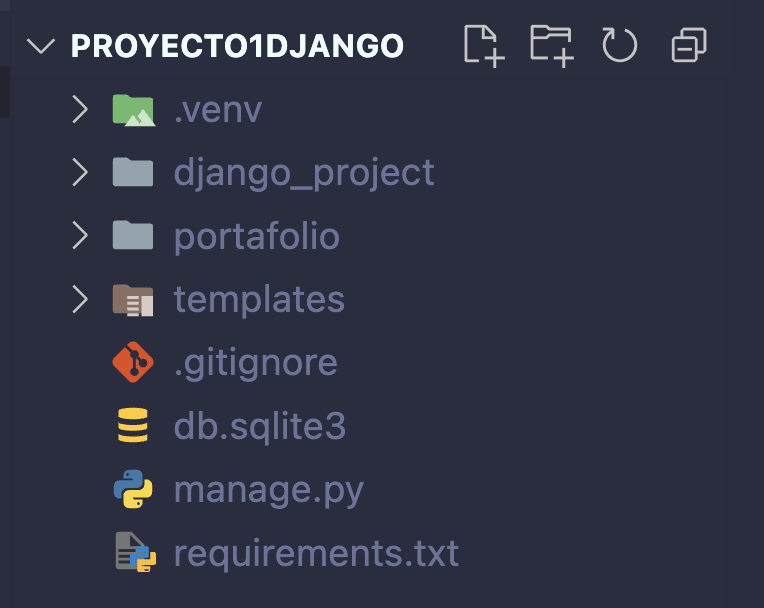 PROYECTO1DJANGO
.venv
django_project
portafolio
templates
.gitignore
db.sqlite3
manage.py
requirements.txt